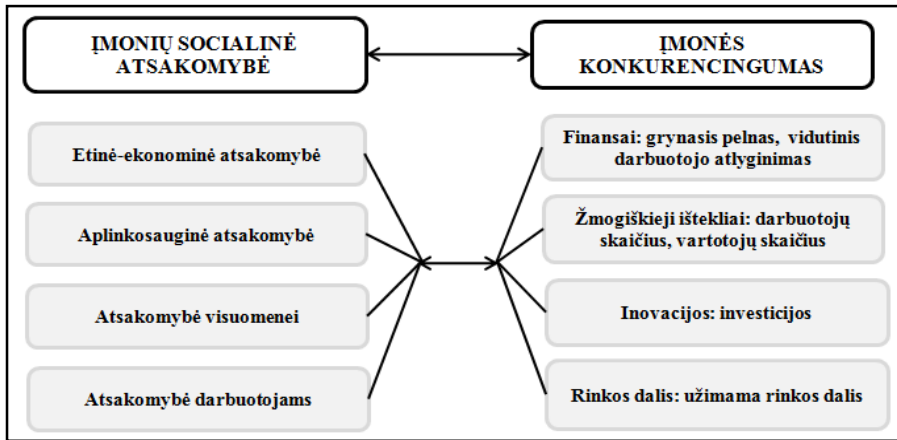 ĮMONIŲ SOCIALINĖ
ATSAKOMYBĖ
ĮMONĖS
KONKURENCINGUMAS
Etinė-ekonominė atsakomybė
Aplinkosauginė atsakomybė
Atsakomybė visuomenei
Atsakomybė darbuotojams
Finansai: grynasis pelnas, vidutinis
darbuotojo atlyginimas
Žmogiškieji ištekliai: darbuotojų
skaičius, vartotojų skaičius
Inovacijos: investicijos
Rinkos dalis: užimama rinkos dalis